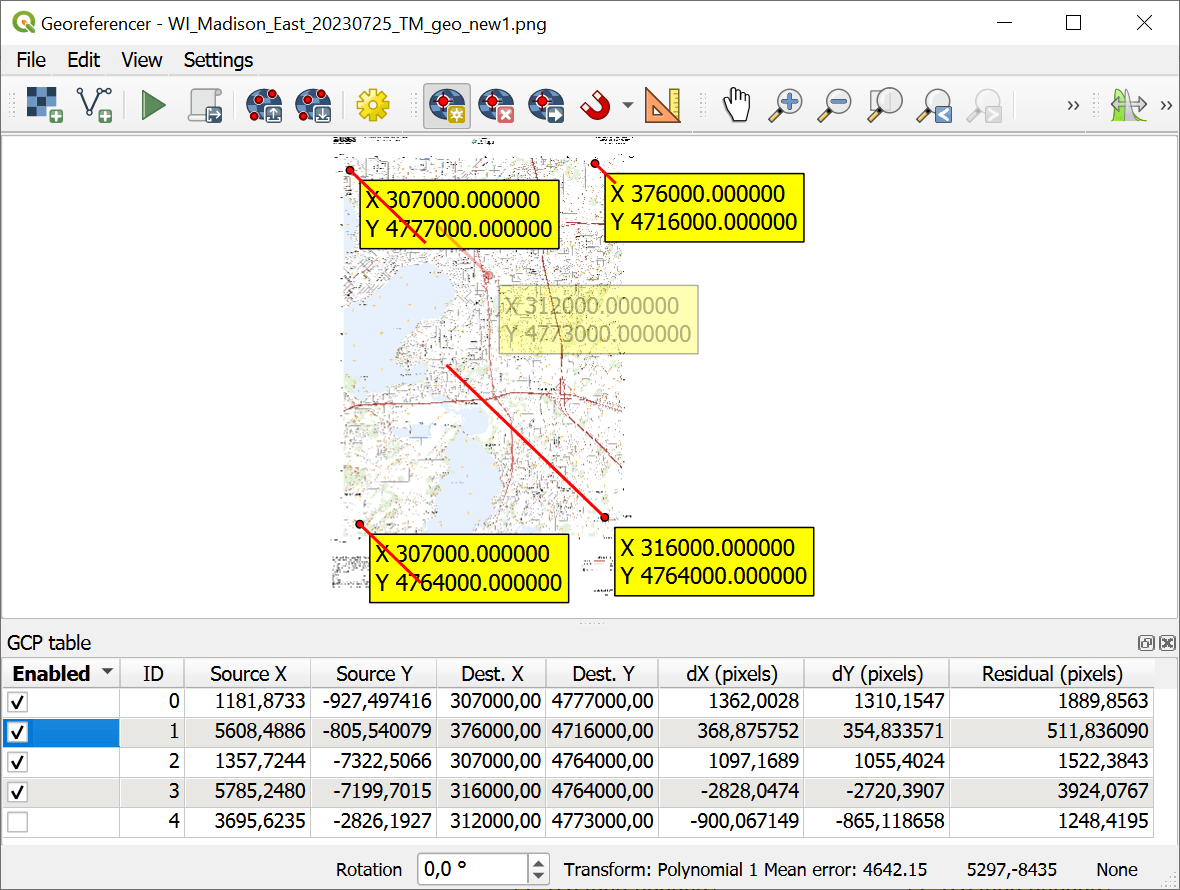 Georeferencer - WI_Madison_East_20230725_TM_geo_new1.png
File Edit View Settings
X 307000.000000
Y 4777000.000000
X 376000.000000
Y 4716000.000000
X 312000.000000
Y 4773000.000000
X 307000.000000
Y 4764000.000000
X 316000.000000
Y 4764000.000000
GCP table
Enabled ID Source X Source Y Dest. X Dest. Y dX (pixels) dY (pixels) Residual (pixels)
0 1181,8733 -927,497416 307000,00 4777000,00 1362,0028 1310,1547 1889,8563
1 5608,4886 -805,540079 376000,00 4716000,00 368,875752 354,833571 511,836090
2 1357,7244 -7322,5066 307000,00 4764000,00 1097,1689 1055,4024 1522,3843
3 5785,2480 -7199,7015 316000,00 4764000,00 -2828,0474 -2720,3907 3924,0767
4 3695,6235 -2826,1927 312000,00 4773000,00 -900,067149 -865,118658 1248,4195
Rotation 0,0 ° Transform: Polynomial 1 Mean error: 4642.15 5297,-8435 None